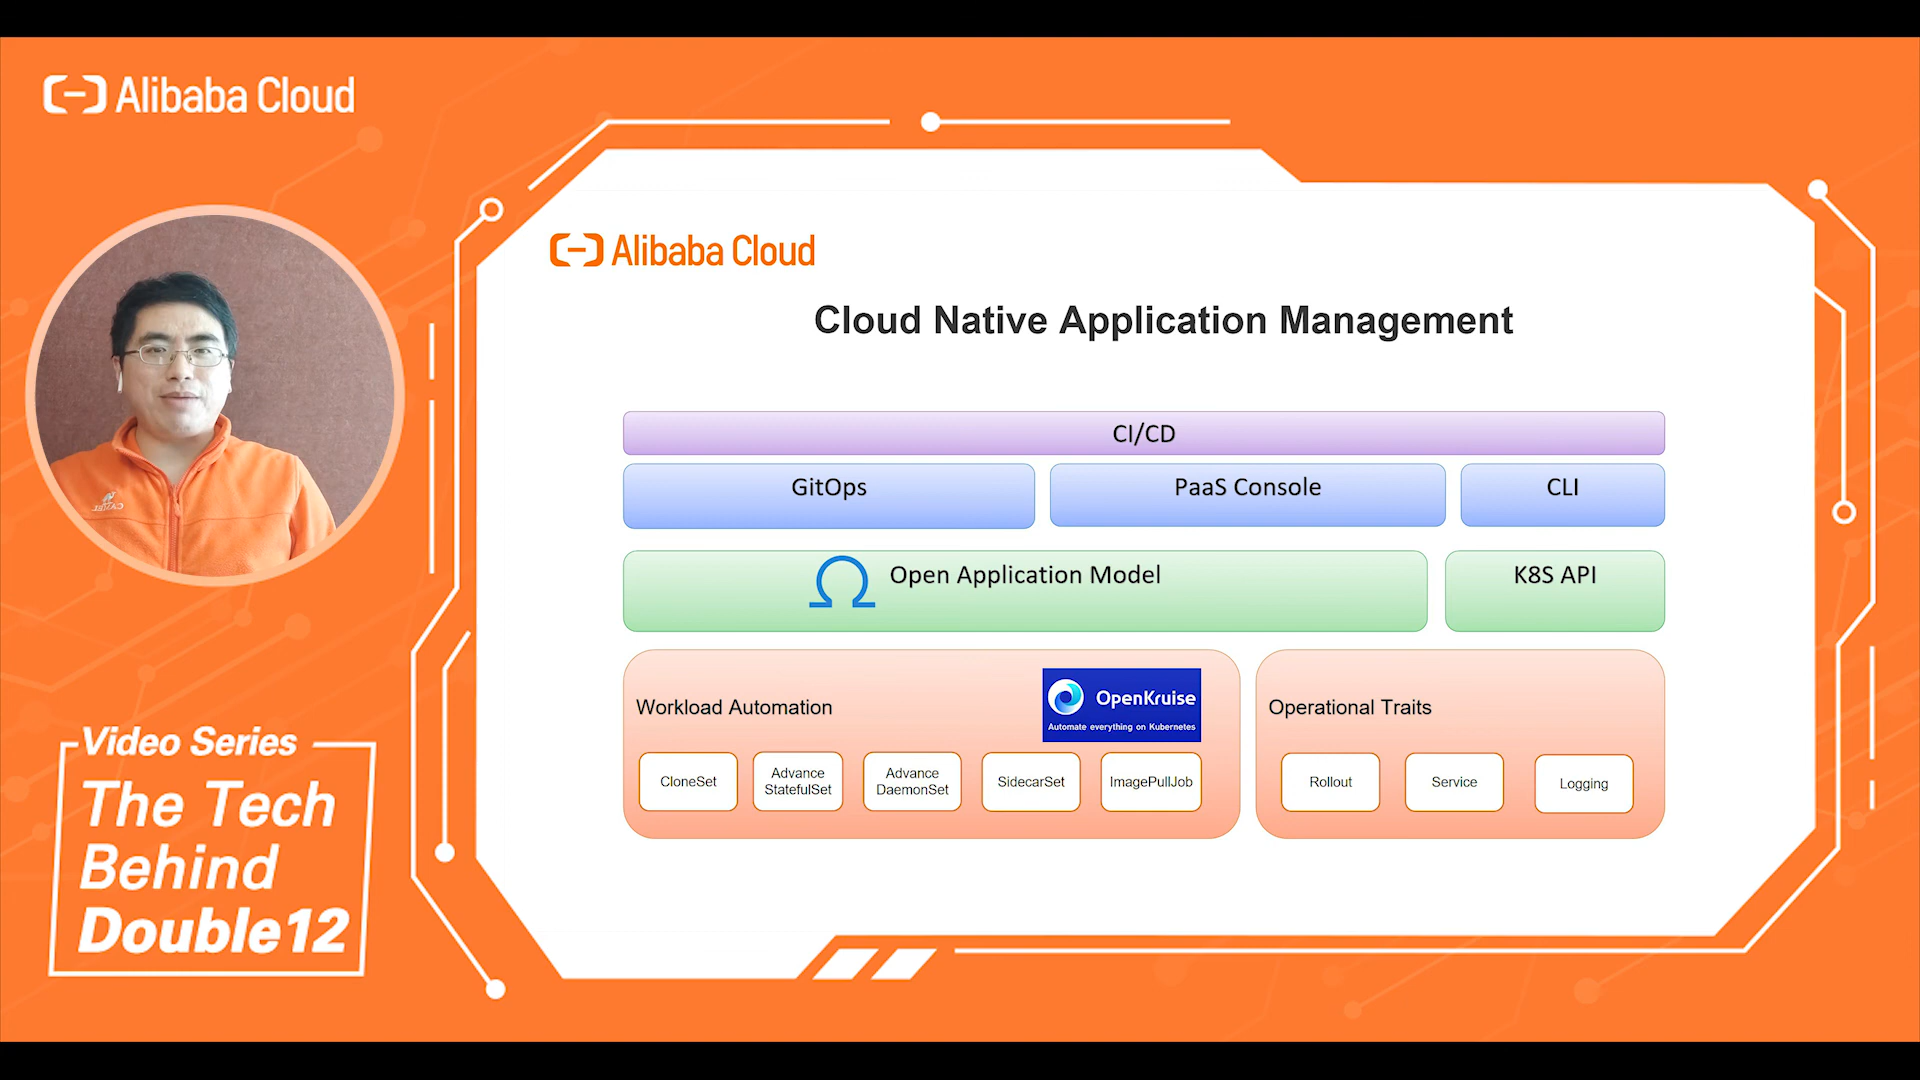 Alibaba Cloud
Alibaba Cloud
Cloud Native Application Management
CI/CD
GitOps
PaaS Console
CLI
Open Application Model
K8S API
Workload Automation
OpenKruise
Automate everything on Kubernetes
Operational Traits
CloneSet
Advance
StatefulSet
Advance
DaemonSet
SidecarSet
ImagePullJob
Rollout
Service
Logging
Video Series
The Tech
Behind
Double12